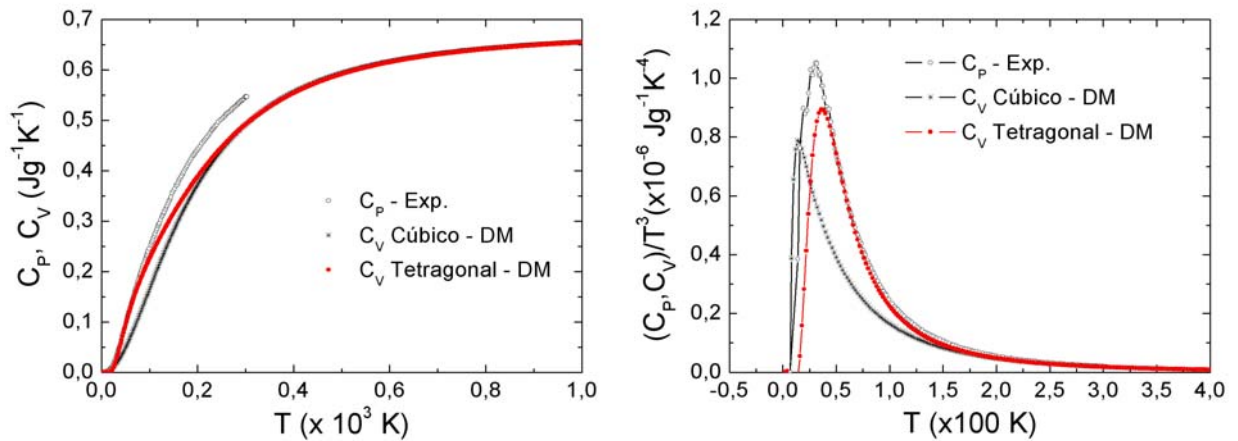 0,7
0,6
0,5
0,4
0,3
0,2
0,1
0,0
C_P, C_V (Jg⁻¹K⁻¹)
C_P - Exp.
C_V Cúbico - DM
C_V Tetragonal - DM
0,0 0,2 0,4 0,6 0,8 1,0
T (x 10³ K)
1,2
1,0
0,8
0,6
0,4
0,2
0,0
(C_P,C_V)/T³(x10⁻⁶ Jg⁻¹K⁻⁴)
C_P - Exp.
C_V Cúbico - DM
C_V Tetragonal - DM
-0,5 0,0 0,5 1,0 1,5 2,0 2,5 3,0 3,5 4,0
T (x100 K)